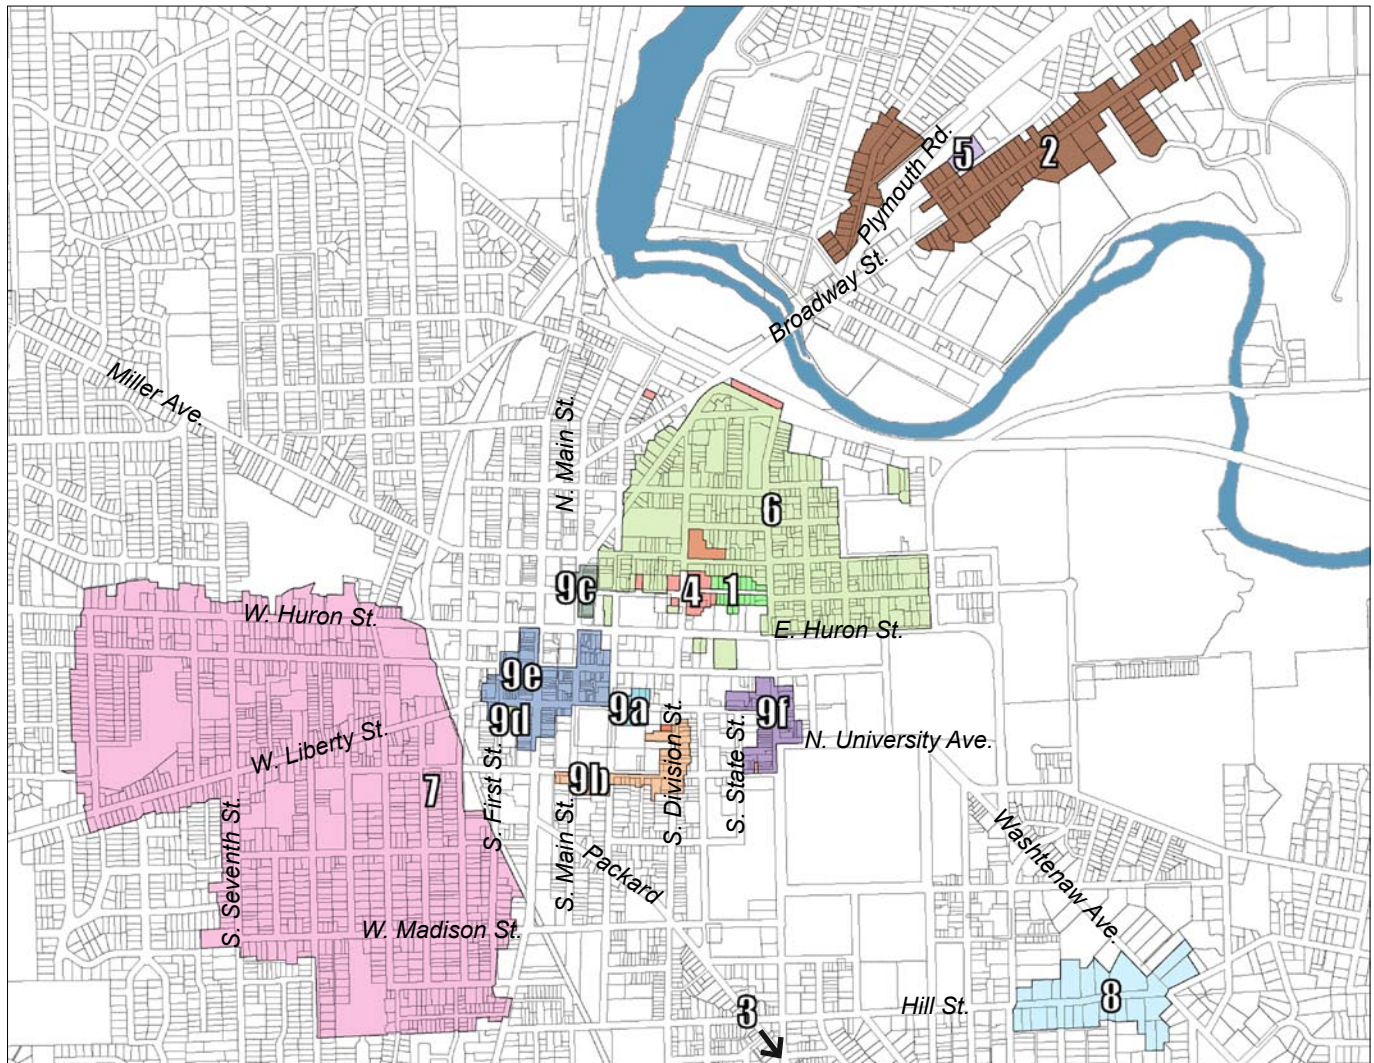 5
2
Plymouth Rd.
Broadway St.
Miller Ave.
N. Main St.
6
9c
4
1
W. Huron St.
E. Huron St.
9e
9a
9f
9d
S. Division St.
N. University Ave.
W. Liberty St.
S. First St.
S. State St.
7
9b
S. Seventh St.
S. Main St.
Packard
Washtenaw Ave.
W. Madison St.
3
Hill St.
8